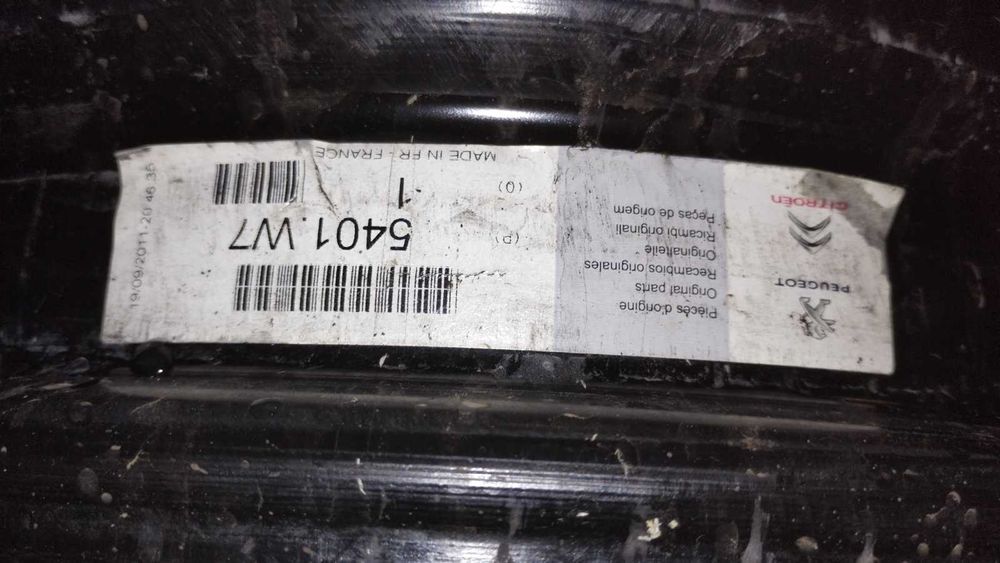 PEUGEOT
CITROËN
Pièces d'origine
Original parts
Recambios originales
Originalteile
Ricambi originali
Peças de origem
(P) 5401.W7
(Q) 1
MADE IN FR - FRANCE
19/09/2011.20 46 35